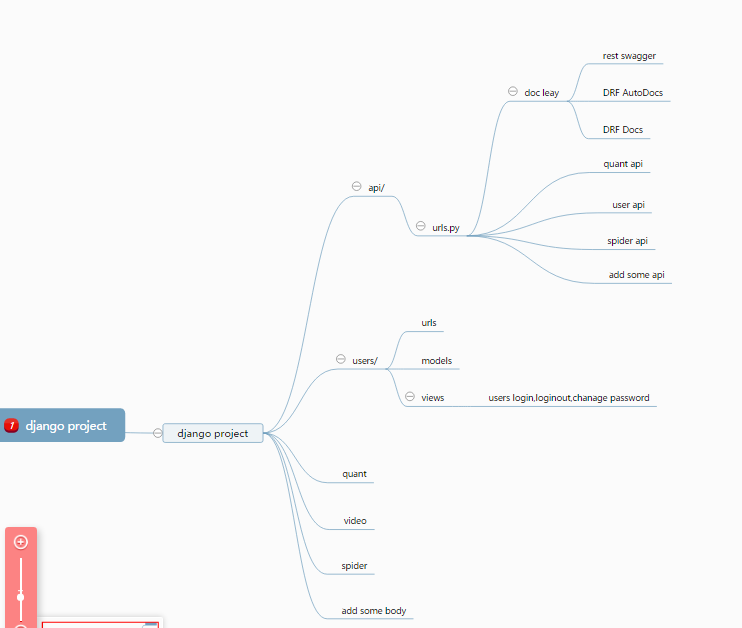 rest swagger
doc leay
DRF AutoDocs
DRF Docs
quant api
api/
user api
urls.py
spider api
add some api
urls
users/
models
views
users login,loginout,chanage password
1
django project
django project
quant
video
spider
add some body